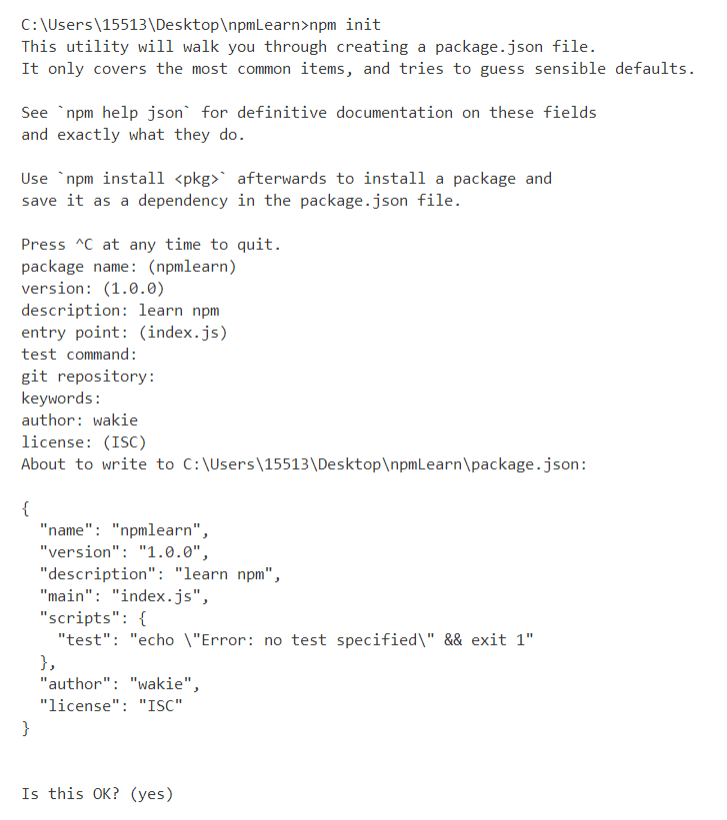 C:\Users\15513\Desktop\npmLearn>npm init
This utility will walk you through creating a package.json file.
It only covers the most common items, and tries to guess sensible defaults.

See `npm help json` for definitive documentation on these fields
and exactly what they do.

Use `npm install <pkg>` afterwards to install a package and
save it as a dependency in the package.json file.

Press ^C at any time to quit.
package name: (npmlearn)
version: (1.0.0)
description: learn npm
entry point: (index.js)
test command:
git repository:
keywords:
author: wakie
license: (ISC)
About to write to C:\Users\15513\Desktop\npmLearn\package.json:

{
  "name": "npmlearn",
  "version": "1.0.0",
  "description": "learn npm",
  "main": "index.js",
  "scripts": {
    "test": "echo \"Error: no test specified\" && exit 1"
  },
  "author": "wakie",
  "license": "ISC"
}

Is this OK? (yes)